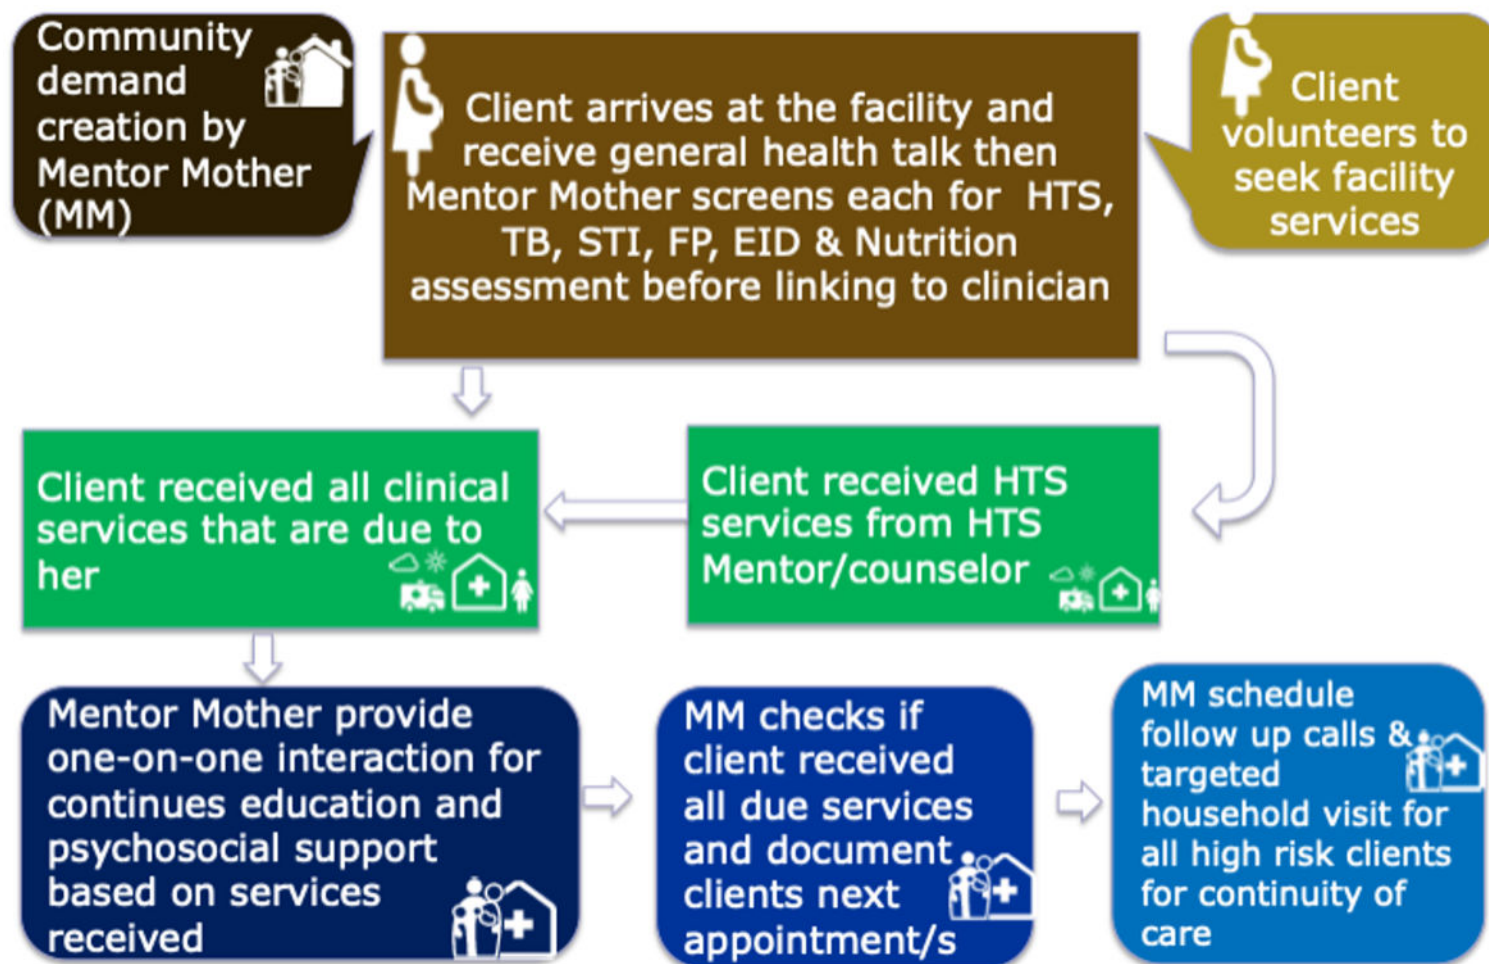 Community
demand
creation by
Mentor Mother
(MM)
Client arrives at the facility and
receive general health talk then
Mentor Mother screens each for HTS,
TB, STI, FP, EID & Nutrition
assessment before linking to clinician
Client
volunteers to
seek facility
services
Client received all clinical
services that are due to
her
Client received HTS
services from HTS
Mentor/counselor
Mentor Mother provide
one-on-one interaction for
continues education and
psychosocial support
based on services
received
MM checks if
client received
all due services
and document
clients next
appointment/s
MM schedule
follow up calls &
targeted
household visit for
all high risk clients
for continuity of
care